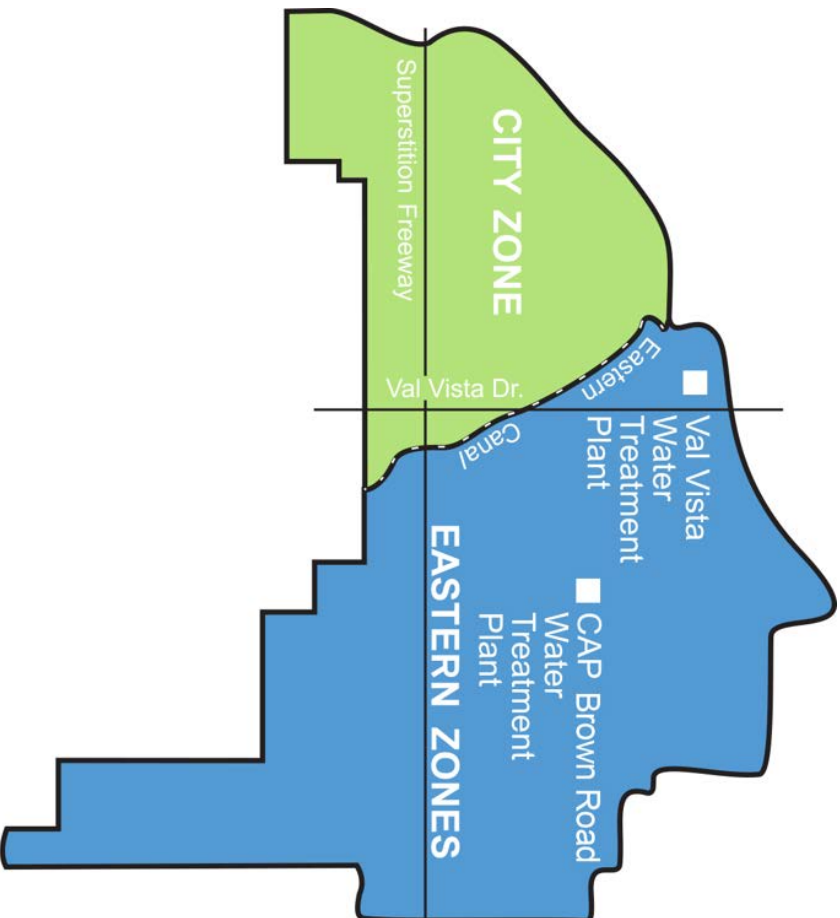 CITY ZONE
Superstition Freeway
Val Vista Dr.
Eastern
Canal
Val Vista
Water
Treatment
Plant
CAP Brown Road
Water
Treatment
Plant
EASTERN ZONES